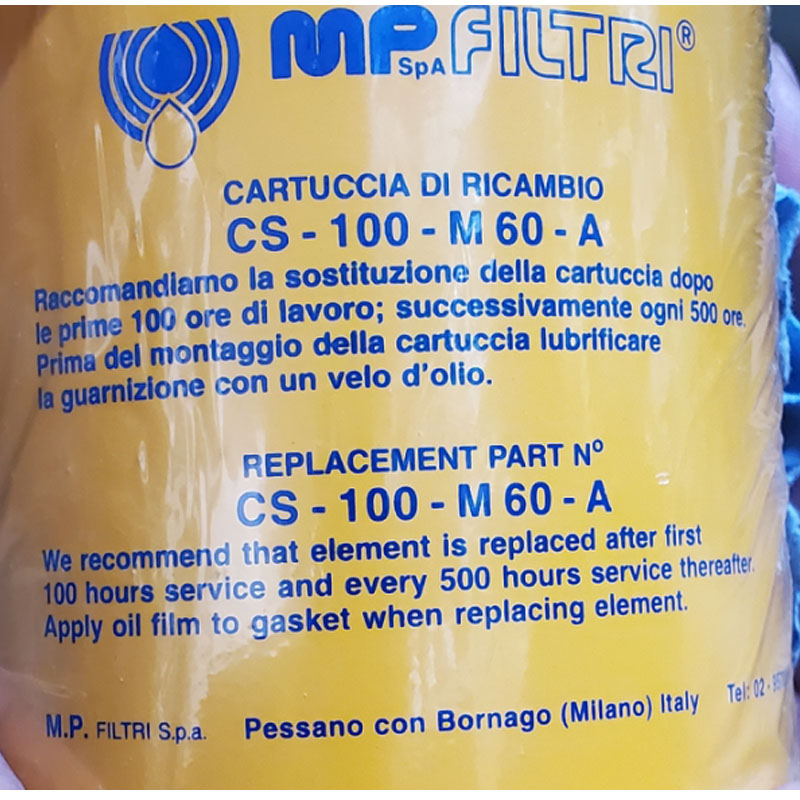 MP SpA FILTRI®
CARTUCCIA DI RICAMBIO
CS - 100 - M 60 - A
Raccomandiamo la sostituzione della cartuccia dopo
le prime 100 ore di lavoro; successivamente ogni 500 ore.
Prima del montaggio della cartuccia lubrificare
la guarnizione con un velo d'olio.
REPLACEMENT PART Nº
CS - 100 - M 60 - A
We recommend that element is replaced after first
100 hours service and every 500 hours service thereafter.
Apply oil film to gasket when replacing element.
M.P. FILTRI S.p.a. Pessano con Bornago (Milano) Italy Tel: 02 -